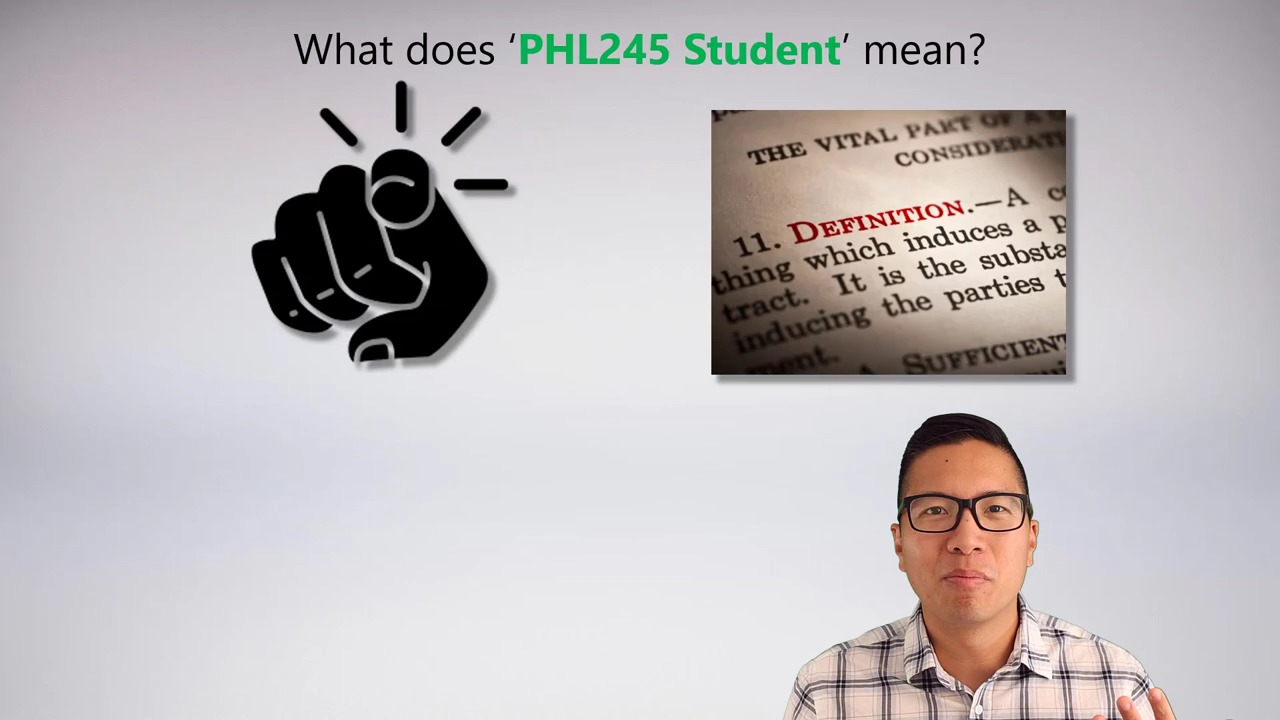 What does ‘PHL245 Student’ mean?
THE VITAL PART OF A
CONSIDERATI
11. DEFINITION.—A
thing which induces a
tract. It is the substa
inducing the parties
ment.
A SUFFICIENT